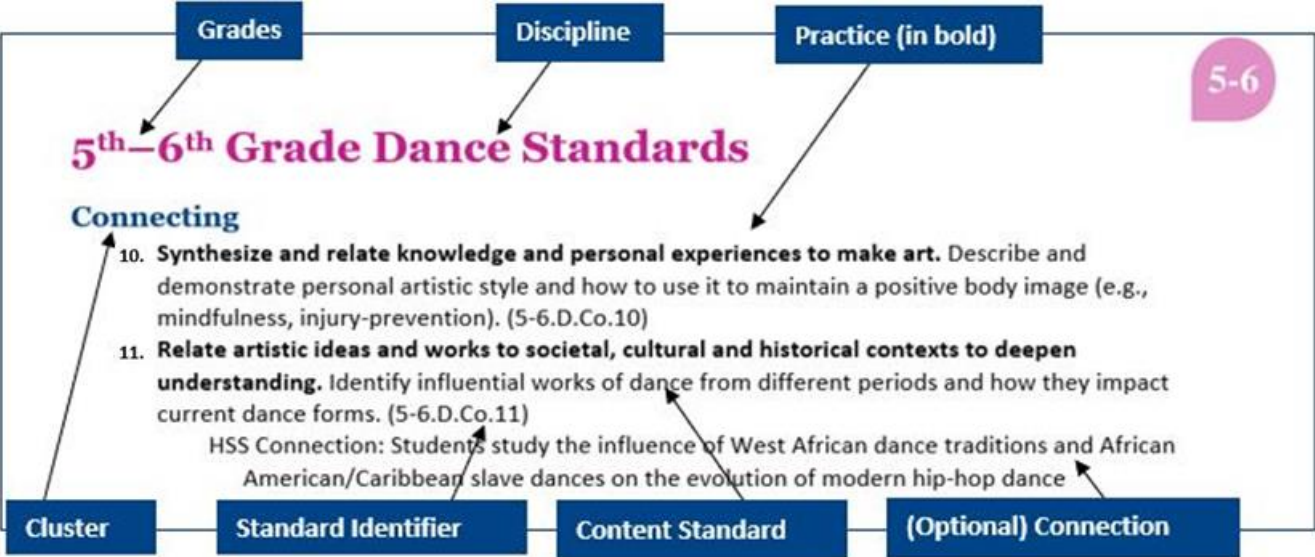 Grades
Discipline
Practice (in bold)
5-6
5th–6th Grade Dance Standards
Connecting
10. Synthesize and relate knowledge and personal experiences to make art. Describe and
demonstrate personal artistic style and how to use it to maintain a positive body image (e.g.,
mindfulness, injury-prevention). (5-6.D.Co.10)
11. Relate artistic ideas and works to societal, cultural and historical contexts to deepen
understanding. Identify influential works of dance from different periods and how they impact
current dance forms. (5-6.D.Co.11)
HSS Connection: Students study the influence of West African dance traditions and African
American/Caribbean slave dances on the evolution of modern hip-hop dance
Cluster
Standard Identifier
Content Standard
(Optional) Connection